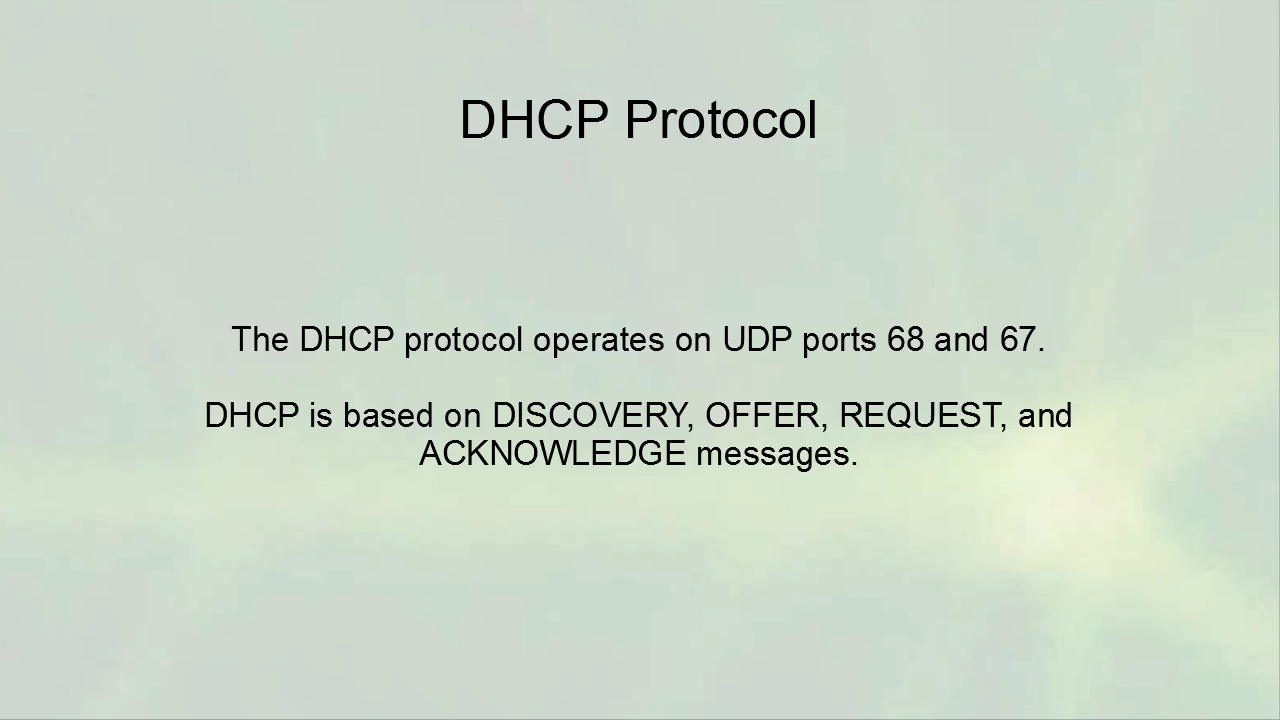 DHCP Protocol
The DHCP protocol operates on UDP ports 68 and 67.
DHCP is based on DISCOVERY, OFFER, REQUEST, and
ACKNOWLEDGE messages.